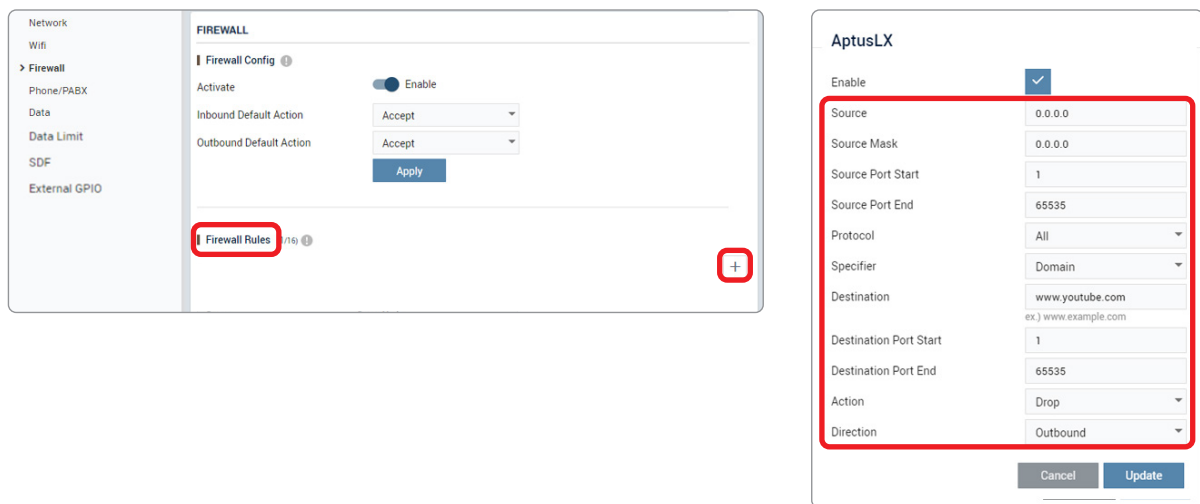 Network
Wifi
> Firewall
Phone/PABX
Data
Data Limit
SDF
External GPIO
FIREWALL
Firewall Config
Activate Enable
Inbound Default Action Accept
Outbound Default Action Accept
Apply
Firewall Rules /16)
+
AptusLX
Enable
Source 0.0.0.0
Source Mask 0.0.0.0
Source Port Start 1
Source Port End 65535
Protocol All
Specifier Domain
Destination www.youtube.com
ex.) www.example.com
Destination Port Start 1
Destination Port End 65535
Action Drop
Direction Outbound
Cancel Update